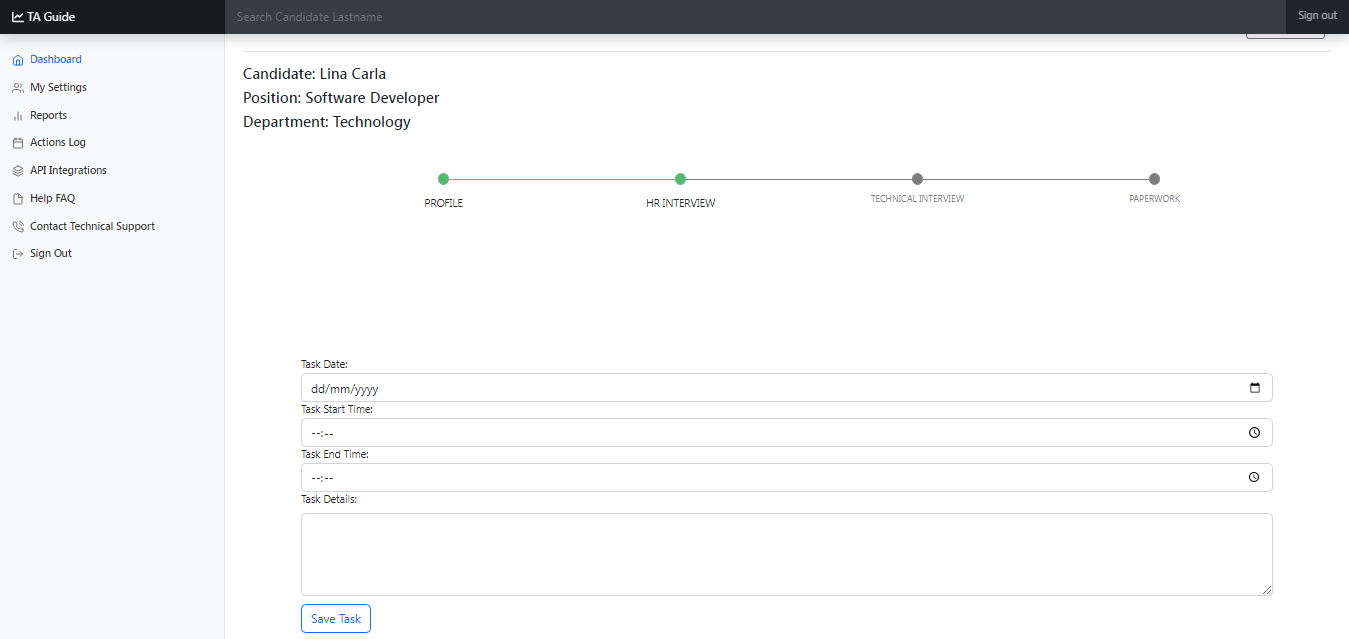 TA Guide
Search Candidate Lastname
Sign out
Dashboard
My Settings
Reports
Actions Log
API Integrations
Help FAQ
Contact Technical Support
Sign Out
Candidate: Lina Carla
Position: Software Developer
Department: Technology
PROFILE
HR INTERVIEW
TECHNICAL INTERVIEW
PAPERWORK
Task Date:
dd/mm/yyyy
Task Start Time:
--:--
Task End Time:
--:--
Task Details:
Save Task